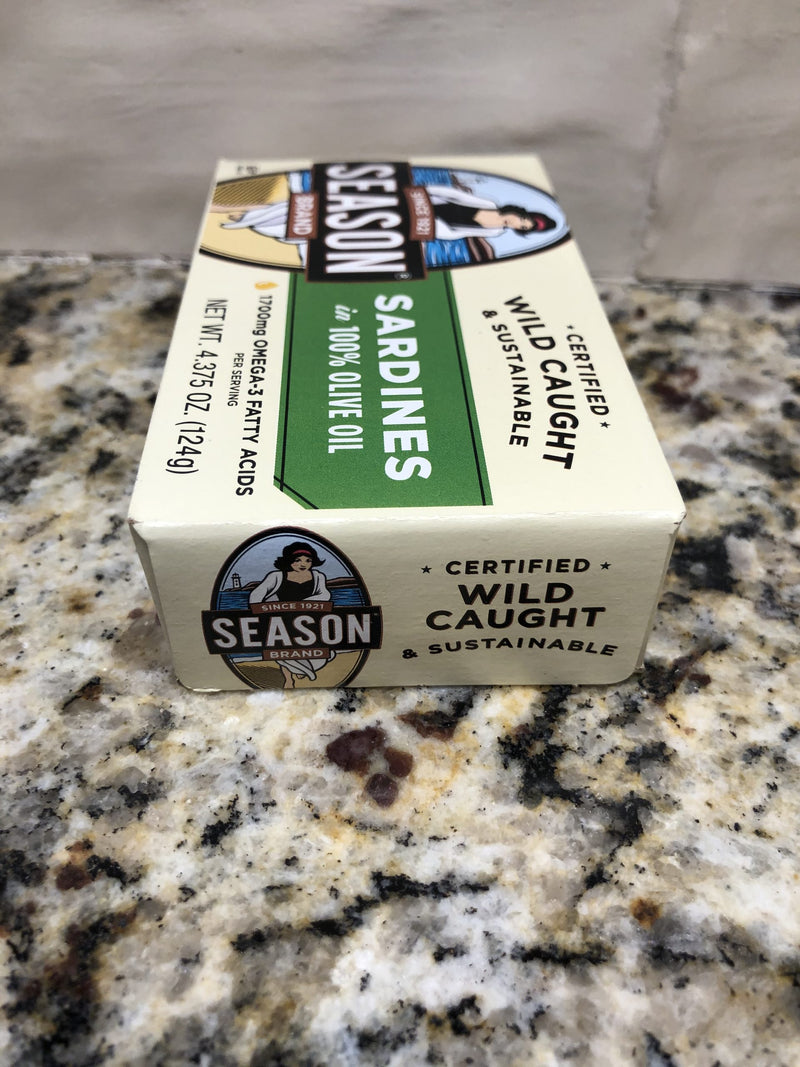 SEASON®
BRAND
SINCE 1921
SARDINES
in 100% OLIVE OIL
1700mg OMEGA-3 FATTY ACIDS
PER SERVING
NET WT. 4.375 OZ. (124g)
CERTIFIED
WILD CAUGHT
& SUSTAINABLE
SINCE 1921
SEASON
BRAND
CERTIFIED
WILD
CAUGHT
& SUSTAINABLE